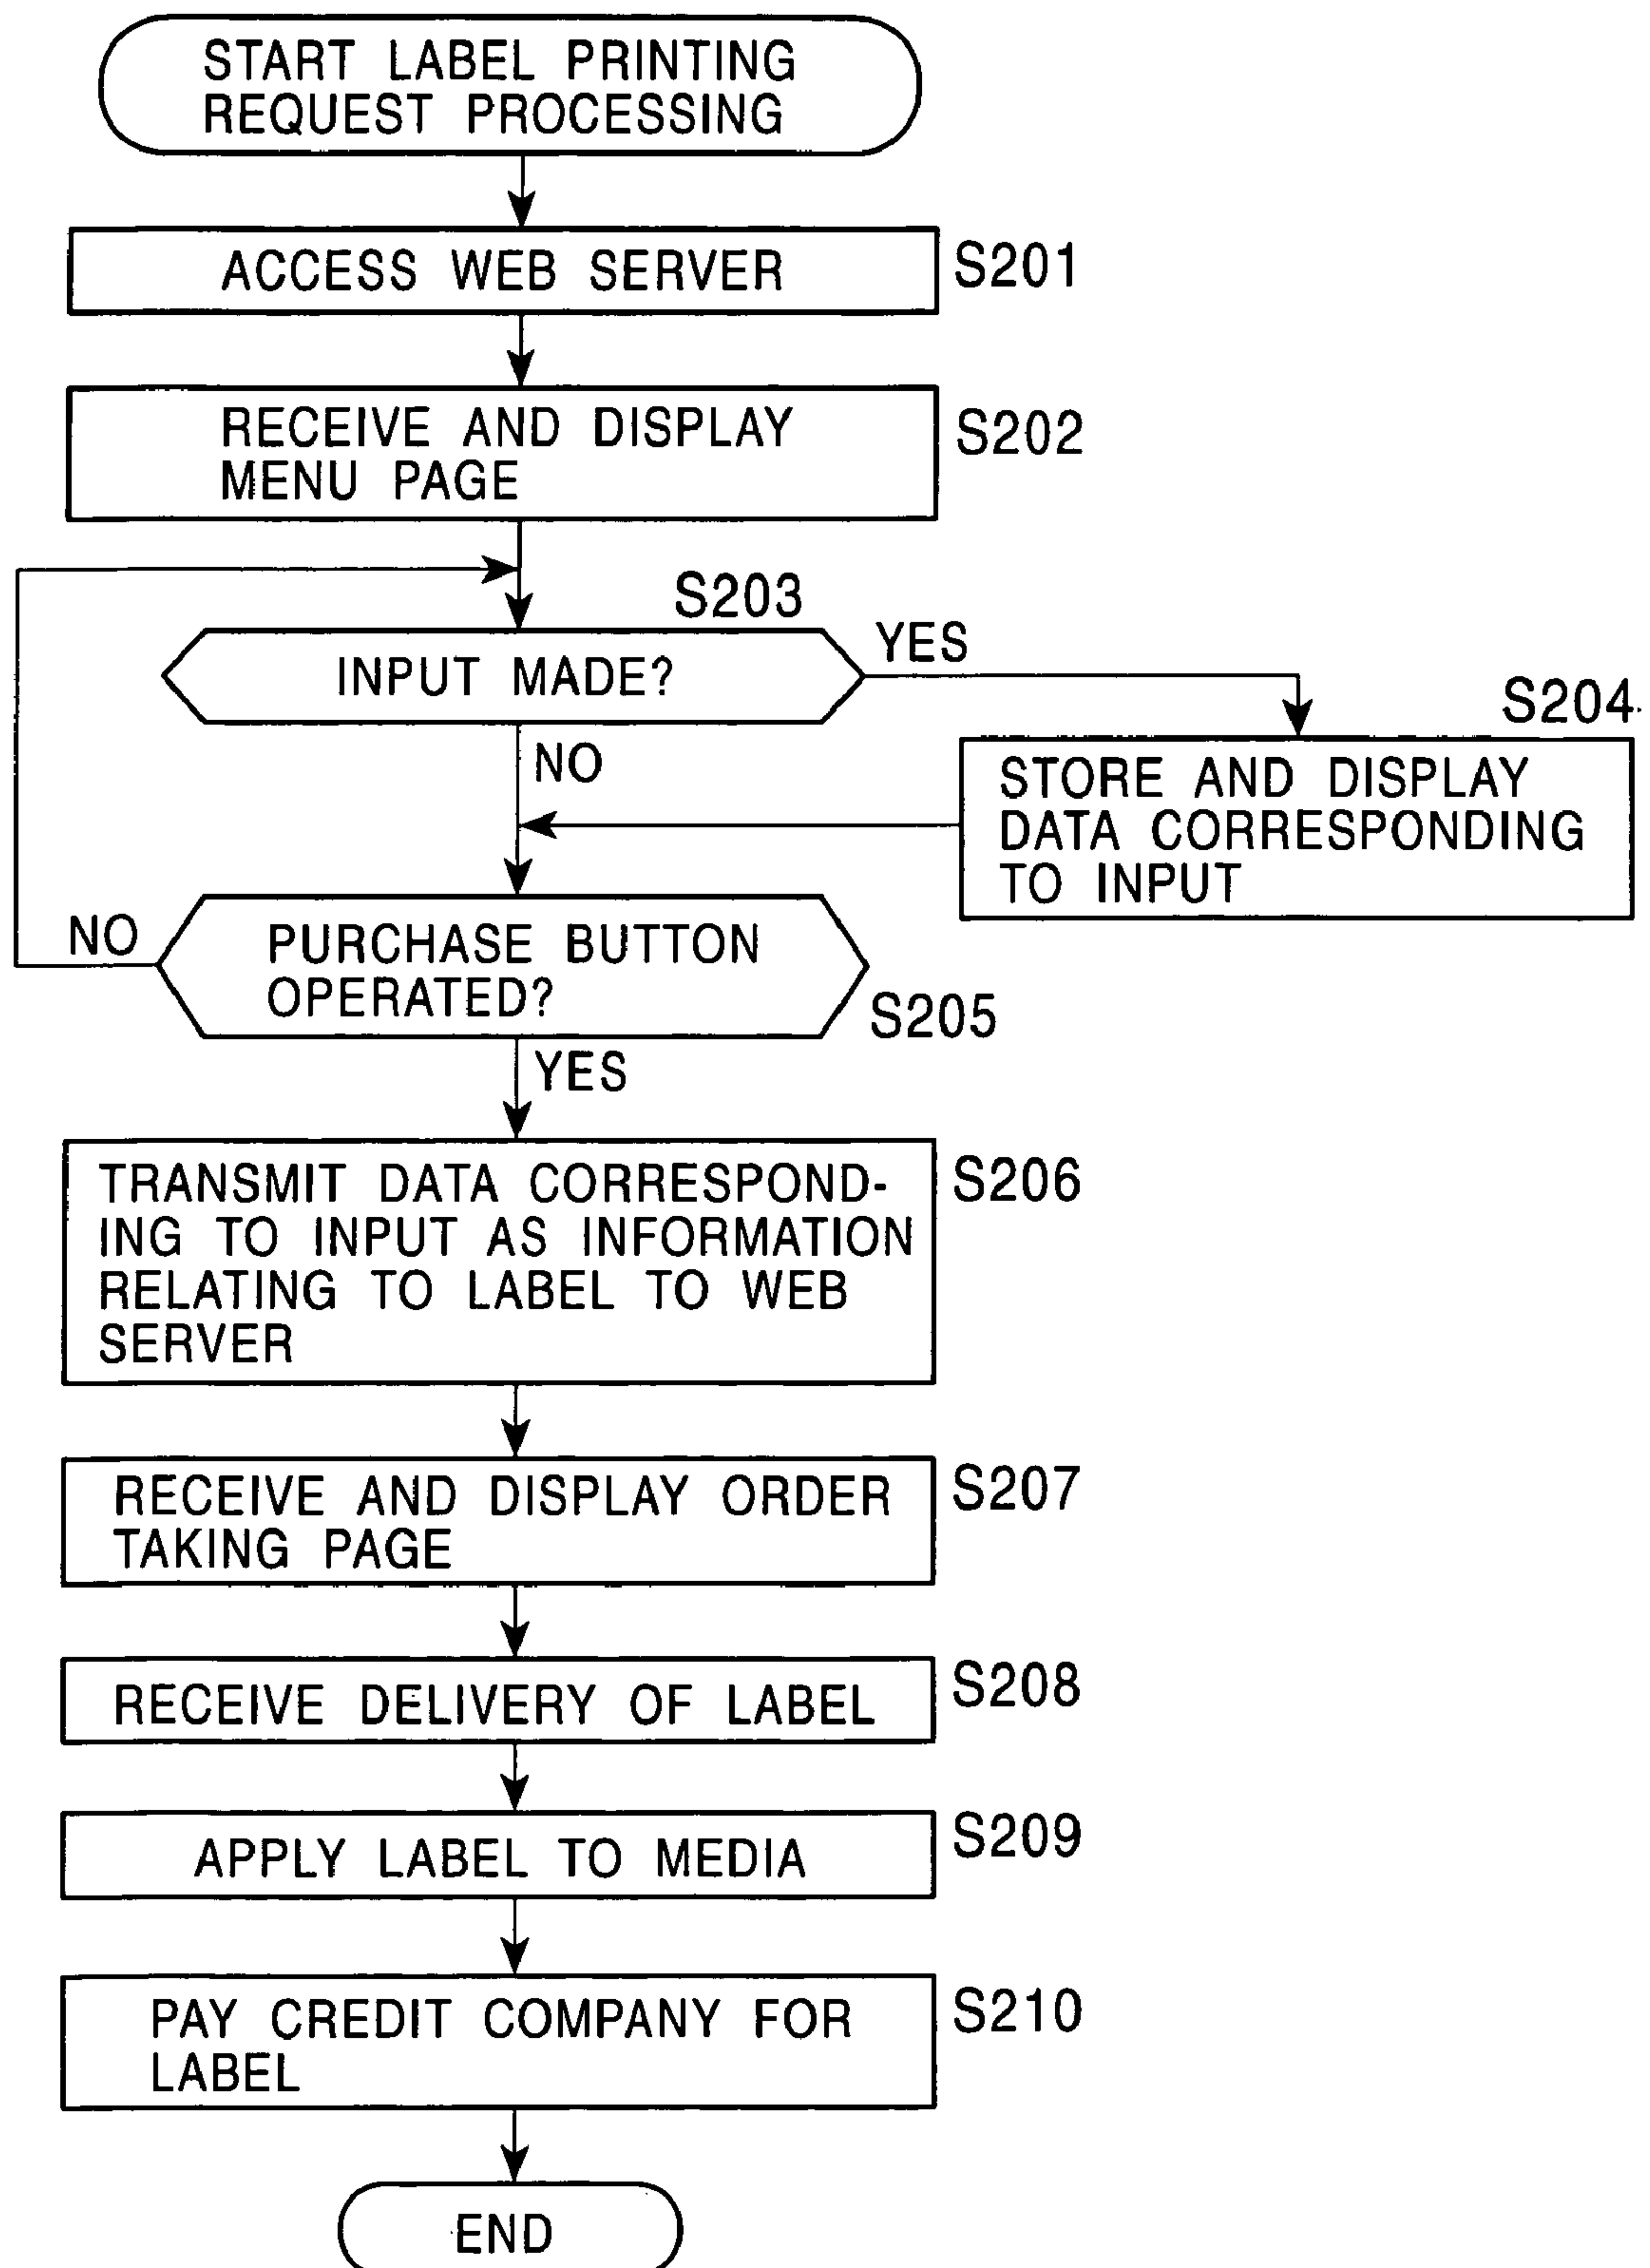 START LABEL PRINTING
REQUEST PROCESSING
ACCESS WEB SERVER
S201
RECEIVE AND DISPLAY
MENU PAGE
S202
S203
INPUT MADE?
YES
NO
S204
STORE AND DISPLAY
DATA CORRESPONDING
TO INPUT
NO
PURCHASE BUTTON
OPERATED?
S205
YES
TRANSMIT DATA CORRESPOND-
ING TO INPUT AS INFORMATION
RELATING TO LABEL TO WEB
SERVER
S206
RECEIVE AND DISPLAY ORDER
TAKING PAGE
S207
RECEIVE DELIVERY OF LABEL
S208
APPLY LABEL TO MEDIA
S209
PAY CREDIT COMPANY FOR
LABEL
S210
END